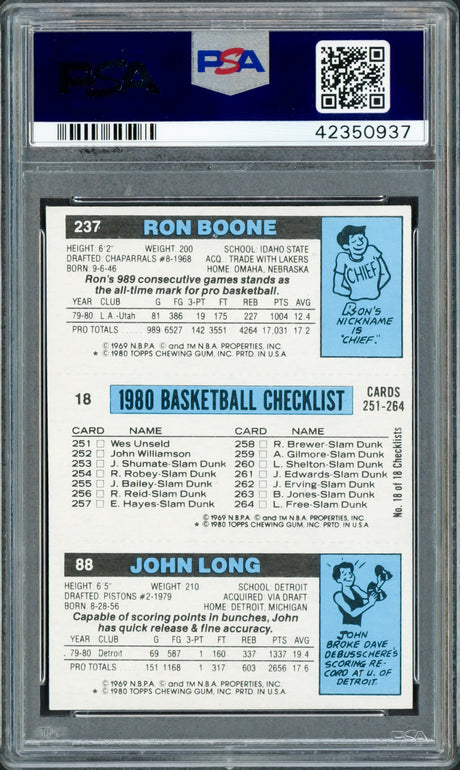 PSA
PSA
42350937
237 RON BOONE
HEIGHT: 6'2" WEIGHT: 200 SCHOOL: IDAHO STATE
DRAFTED: CHAPARRALS #8-1968 ACQ.: TRADE WITH LAKERS
BORN: 9-6-46 HOME: OMAHA, NEBRASKA
Ron's 989 consecutive games stands as
the all-time mark for pro basketball.
YEAR CLUB G FG 3-PT FT REB PTS AVG
79-80 L A -Utah 81 386 19 175 227 1004 12.4
PRO TOTALS 989 6527 142 3551 4264 17,031 17.2
© 1969 N.B.P.A. © and TM N.B.A. PROPERTIES, INC.
* © 1980 TOPPS CHEWING GUM, INC. PRTD. IN U.S.A.
CHIEF
RON'S
NICKNAME
IS
"CHIEF."
18 1980 BASKETBALL CHECKLIST CARDS
251-264
CARD NAME CARD NAME
251 □ Wes Unseld 258 □ R. Brewer-Slam Dunk
252 □ John Williamson 259 □ A. Gilmore-Slam Dunk
253 □ J. Shumate-Slam Dunk 260 □ L. Shelton-Slam Dunk
254 □ R. Robey-Slam Dunk 261 □ J. Edwards-Slam Dunk
255 □ J. Bailey-Slam Dunk 262 □ J. Erving-Slam Dunk
256 □ R. Reid-Slam Dunk 263 □ B. Jones-Slam Dunk
257 □ E. Hayes-Slam Dunk 264 □ L. Free-Slam Dunk
No. 18 of 18 Checklists
© 1969 N.B.P.A. © and TM N.B.A. PROPERTIES, INC.
* © 1980 TOPPS CHEWING GUM, INC. PRTD. IN U.S.A.
88 JOHN LONG
HEIGHT: 6'5" WEIGHT: 210 SCHOOL: DETROIT
DRAFTED: PISTONS #2-1979 ACQUIRED: VIA DRAFT
BORN: 8-28-56 HOME: DETROIT, MICHIGAN
Capable of scoring points in bunches, John
has quick release & fine accuracy.
YEAR CLUB G FG 3-PT FT REB PTS AVG
79-80 Detroit 69 587 1 160 337 1337 19.4
PRO TOTALS 151 1168 1 317 603 2656 17.6
© 1969 N.B.P.A. © and TM N.B.A. PROPERTIES, INC.
* © 1980 TOPPS CHEWING GUM, INC. PRTD. IN U.S.A.
JOHN
BROKE DAVE
DEBUSSCHERE'S
SCORING RE-
CORD AT U. OF
DETROIT.
PSA